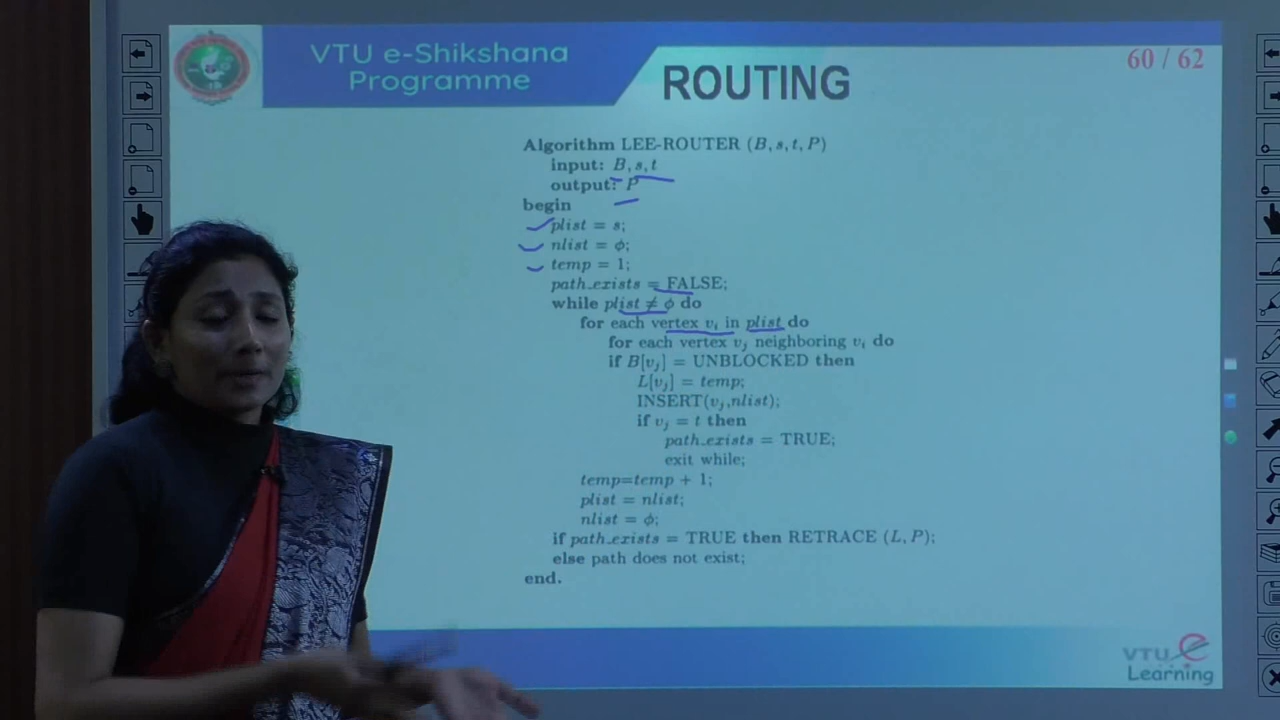 VTU e-Shikshana
Programme
ROUTING
60 / 62
Algorithm LEE-ROUTER (B, s, t, P)
input: B, s, t
output: P
begin
plist = s;
nlist = ϕ;
temp = 1;
path_exists = FALSE;
while plist ≠ ϕ do
for each vertex vᵢ in plist do
for each vertex vⱼ neighboring vᵢ do
if B[vⱼ] = UNBLOCKED then
L[vⱼ] = temp;
INSERT(vⱼ,nlist);
if vⱼ = t then
path_exists = TRUE;
exit while;
temp=temp + 1;
plist = nlist;
nlist = ϕ;
if path_exists = TRUE then RETRACE (L, P);
else path does not exist;
end.
VTU e
Learning